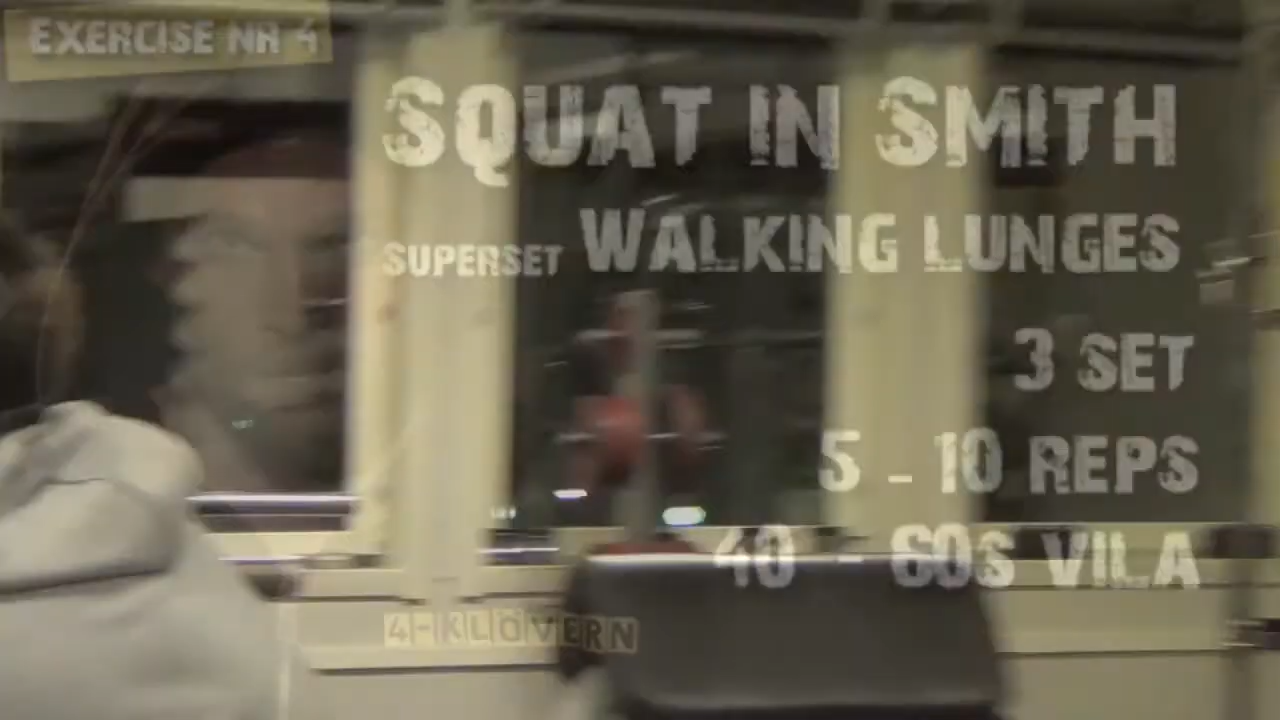 EXERCISE NR 4
SQUAT IN SMITH
SUPERSET WALKING LUNGES
3 SET
5 - 10 REPS
40 - 60S VILA
4-KLÖVERN